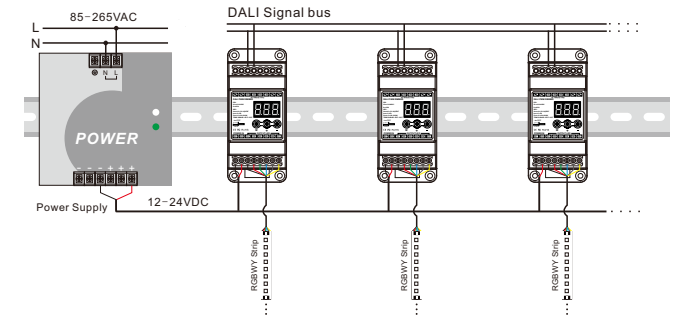 85-265VAC
DALI Signal bus
L
N
N L
POWER
- - - + + +
Power Supply
12-24VDC
RGBWY Strip
RGBWY Strip
RGBWY Strip